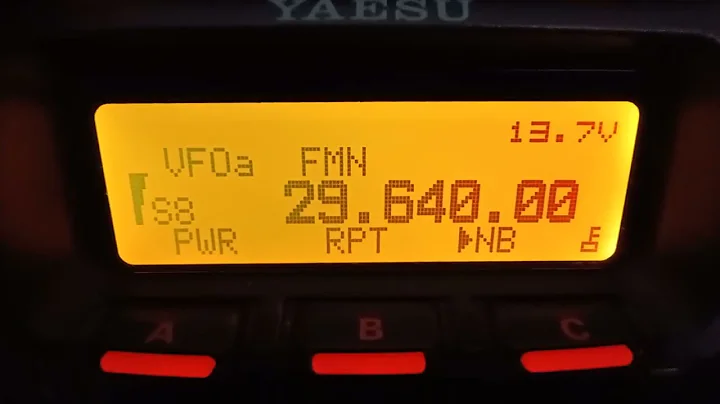 YAESU
13.7V
VFOa FMN
S8 29.640.00
PWR RPT NB
A B C